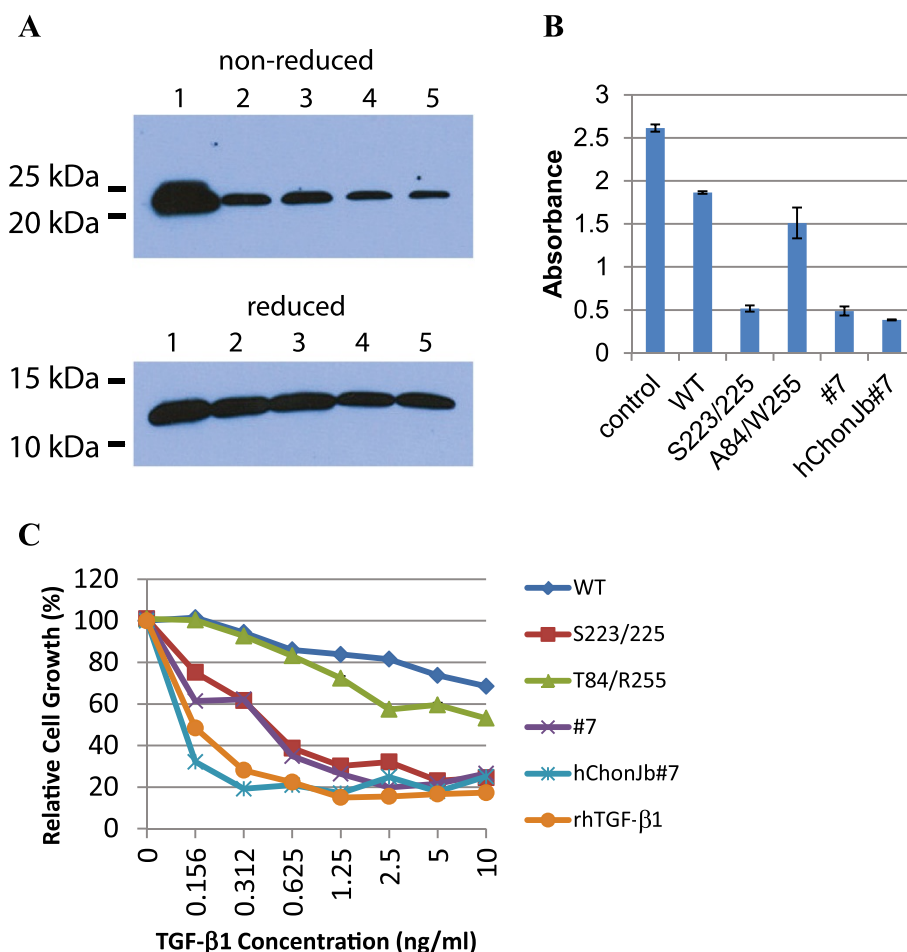 A
non-reduced
1 2 3 4 5
25 kDa
20 kDa
reduced
1 2 3 4 5
15 kDa
10 kDa
B
Absorbance
3
2.5
2
1.5
1
0.5
0
control
WT
S223/225
A84/W255
#7
hChonJb#7
C
Relative Cell Growth (%)
120
100
80
60
40
20
0
0
0.156
0.312
0.625
1.25
2.5
5
10
TGF-β1 Concentration (ng/ml)
WT
S223/225
T84/R255
#7
hChonJb#7
rhTGF-β1